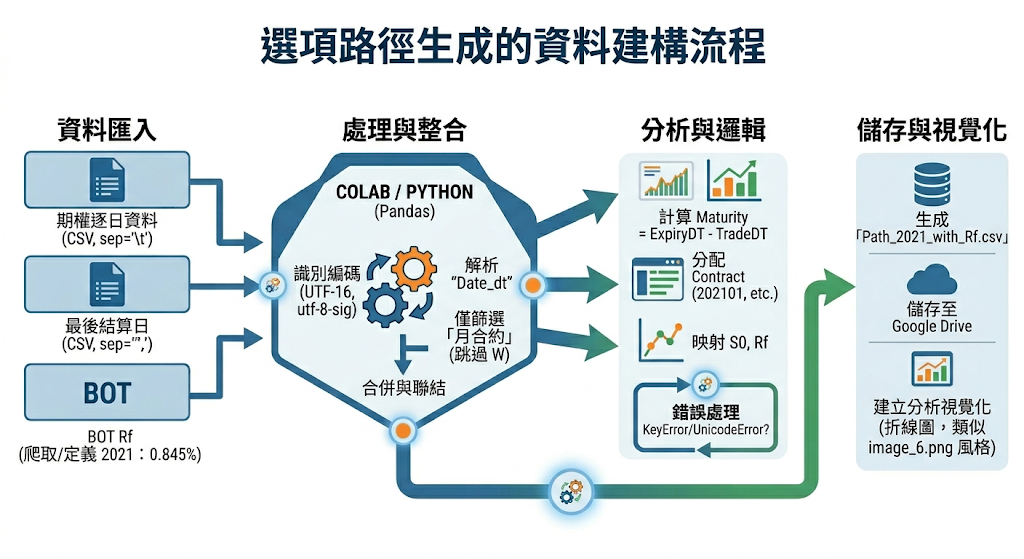 選項路徑生成的資料建構流程
資料匯入
期權逐日資料
(CSV, sep='\t')
最後結算日
(CSV, sep='",')
BOT
BOT Rf
(爬取/定義 2021：0.845%)
處理與整合
COLAB / PYTHON
(Pandas)
識別編碼
(UTF-16,
utf-8-sig)
解析
"Date_dt"
僅篩選
「月合約」
(跳過 W)
合併與聯結
分析與邏輯
計算 Maturity
= ExpiryDT - TradeDT
分配
Contract
(202101, etc.)
映射 S0, Rf
錯誤處理
KeyError/UnicodeError?
儲存與視覺化
生成
「Path_2021_with_Rf.csv」
儲存至
Google Drive
建立分析視覺化
(折線圖，類似
image_6.png 風格)